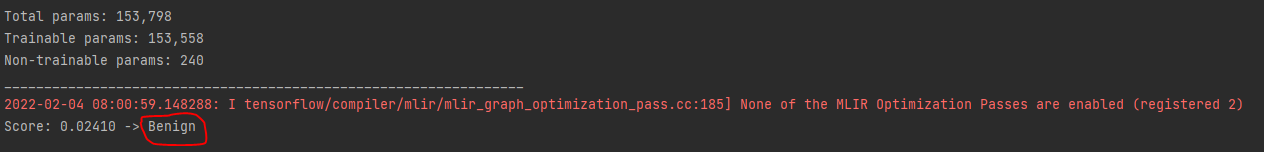 Total params: 153,798
Trainable params: 153,558
Non-trainable params: 240
_________________________________________________________________
2022-02-04 08:00:59.148288: I tensorflow/compiler/mlir/mlir_graph_optimization_pass.cc:185] None of the MLIR Optimization Passes are enabled (registered 2)
Score: 0.02410 -> Benign